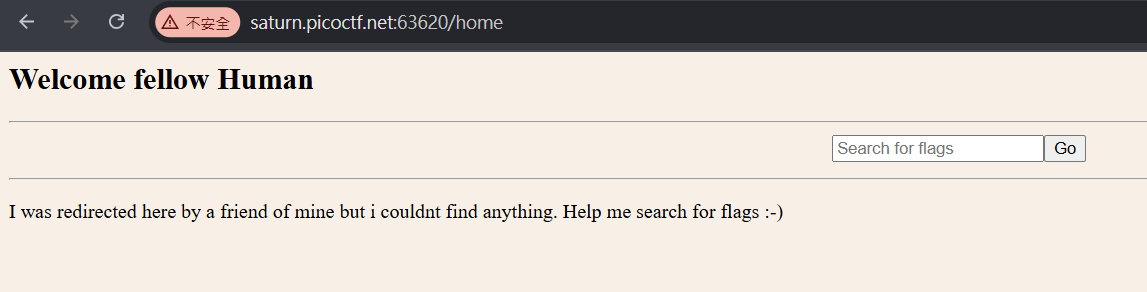 不安全 saturn.picoctf.net:63620/home
Welcome fellow Human
Search for flags Go
I was redirected here by a friend of mine but i couldnt find anything. Help me search for flags :-)